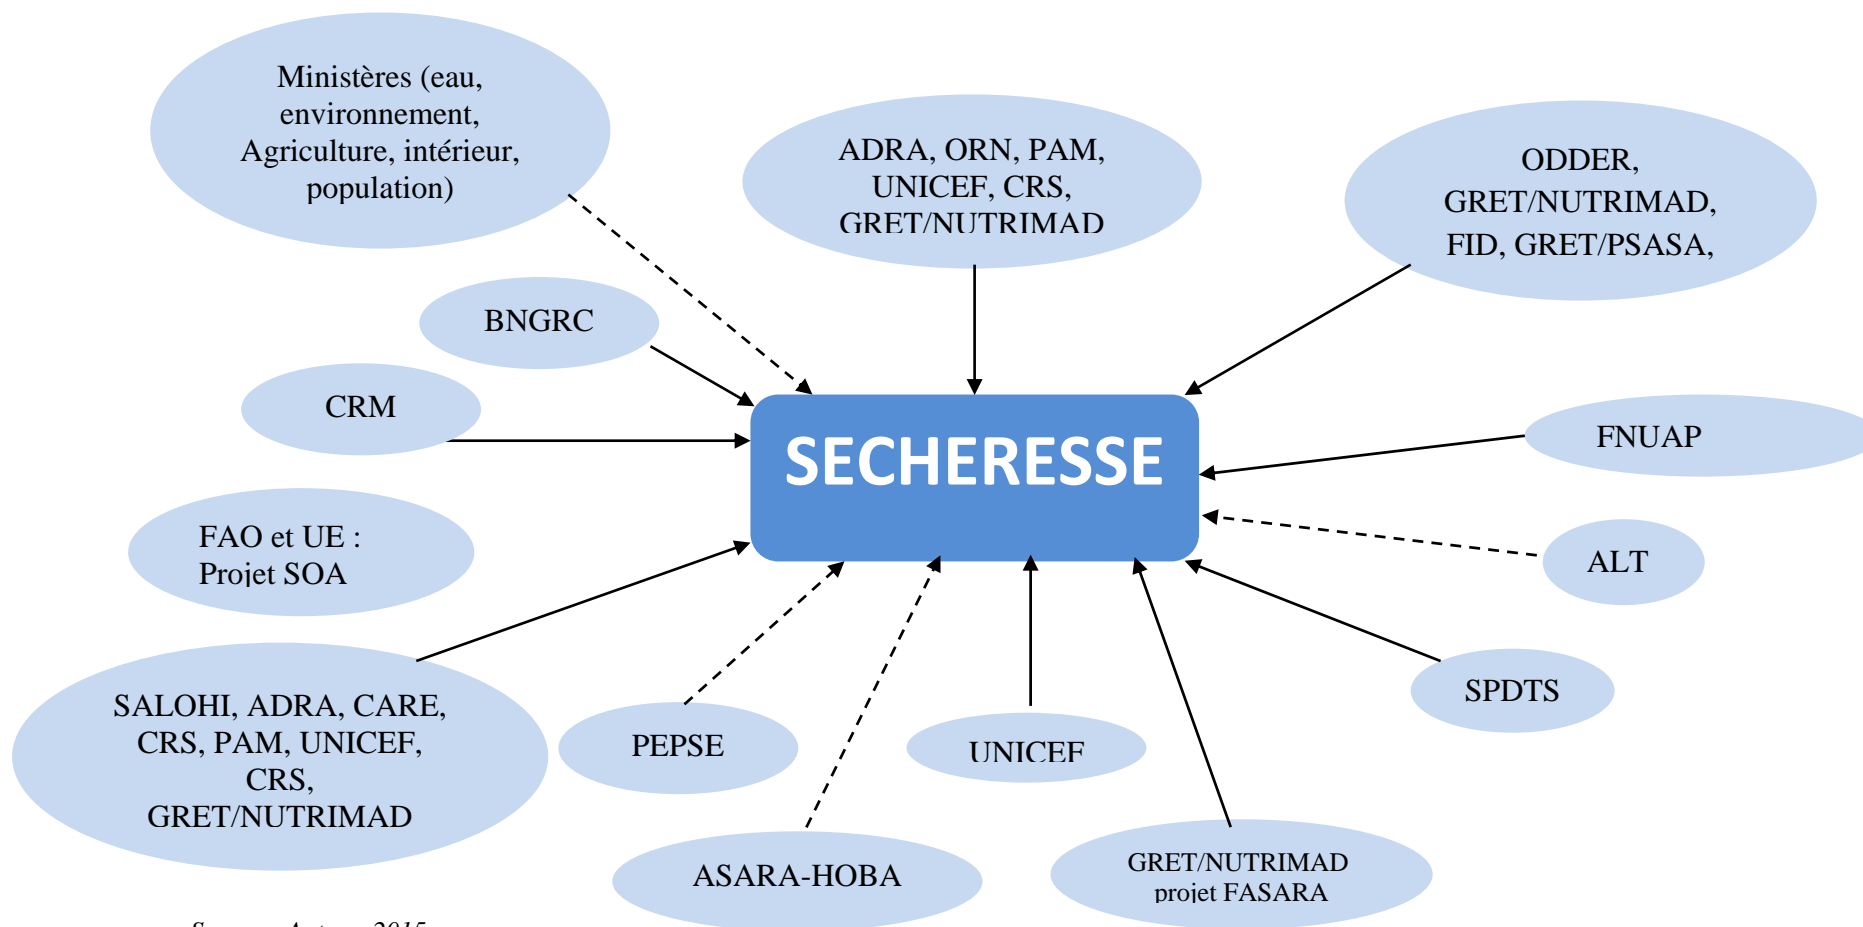 Ministères (eau,
environnement,
Agriculture, intérieur,
population)
ADRA, ORN, PAM,
UNICEF, CRS,
GRET/NUTRIMAD
ODDER,
GRET/NUTRIMAD,
FID, GRET/PSASA,
BNGRC
CRM
SECHERESSE
FNUAP
FAO et UE :
Projet SOA
ALT
SALOHI, ADRA, CARE,
CRS, PAM, UNICEF,
CRS,
GRET/NUTRIMAD
PEPSE
UNICEF
SPDTS
ASARA-HOBA
GRET/NUTRIMAD
projet FASARA
2015